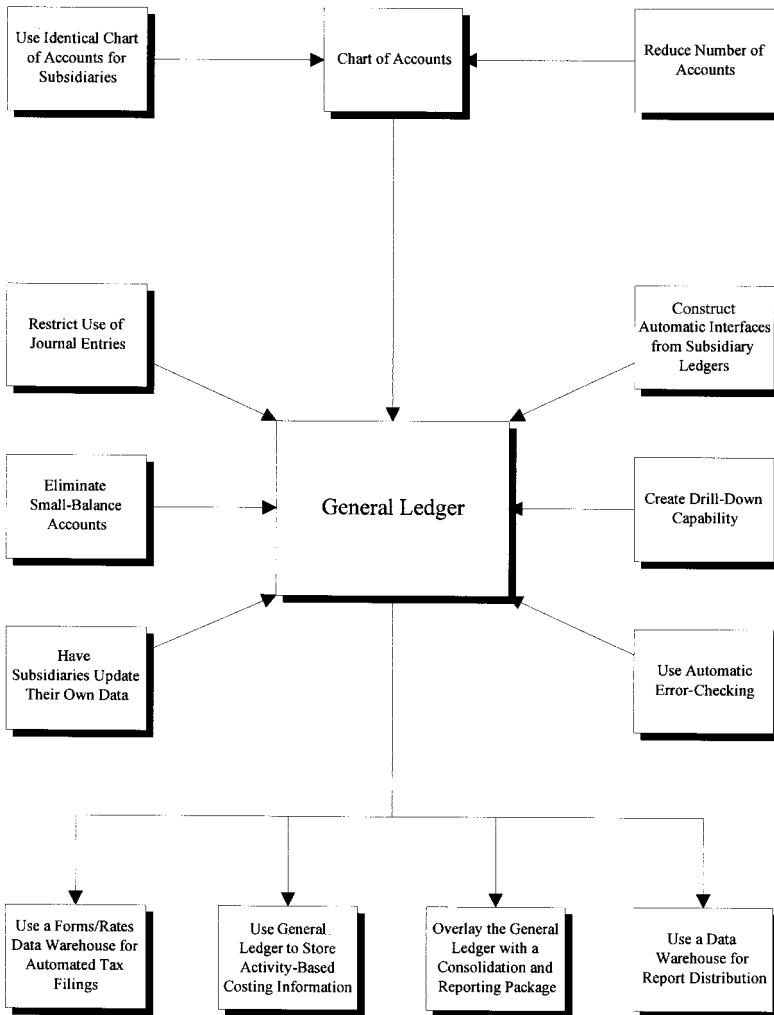 Use Identical Chart
of Accounts for
Subsidiaries
Chart of Accounts
Reduce Number of
Accounts
Restrict Use of
Journal Entries
Construct
Automatic Interfaces
from Subsidiary
Ledgers
Eliminate
Small-Balance
Accounts
General Ledger
Create Drill-Down
Capability
Have
Subsidiaries Update
Their Own Data
Use Automatic
Error-Checking
Use a Forms/Rates
Data Warehouse for
Automated Tax
Filings
Use General
Ledger to Store
Activity-Based
Costing Information
Overlay the General
Ledger with a
Consolidation and
Reporting Package
Use a Data
Warehouse for
Report Distribution